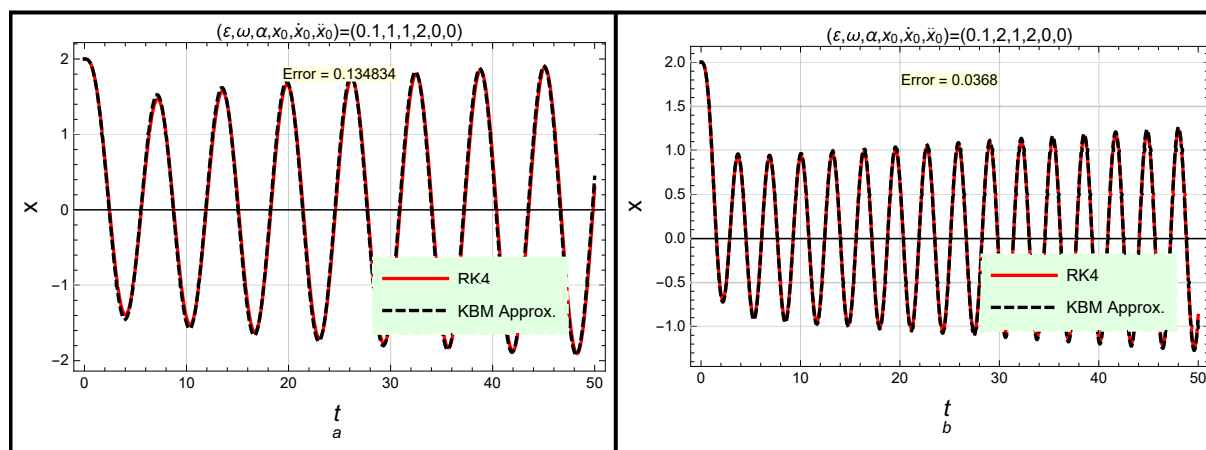 (ε,ω,α,x₀,ẋ₀,ẍ₀)=(0.1,1,1,2,0,0)
Error = 0.134834
2
1
0
−1
−2
x
RK4
KBM Approx.
0 10 20 30 40 50
t
a
(ε,ω,α,x₀,ẋ₀,ẍ₀)=(0.1,2,1,2,0,0)
Error = 0.0368
2.0
1.5
1.0
0.5
0.0
−0.5
−1.0
x
RK4
KBM Approx.
0 10 20 30 40 50
t
b